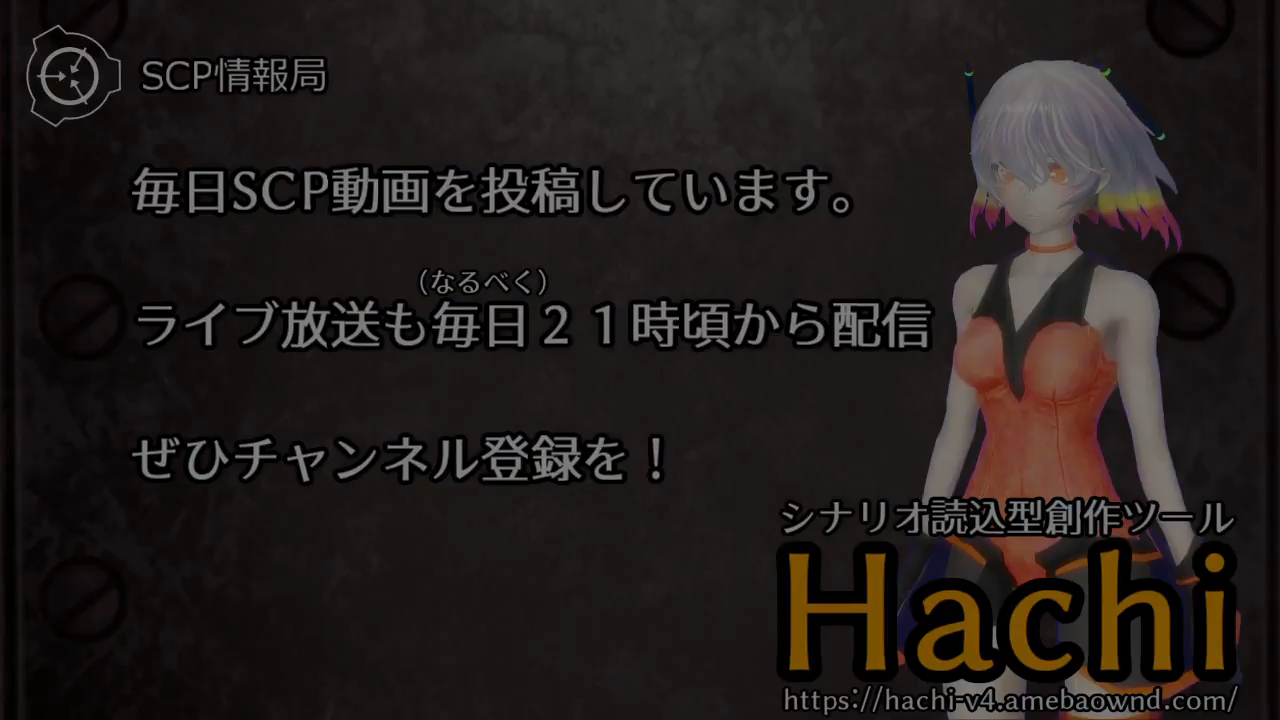 SCP情報局
毎日SCP動画を投稿しています。
（なるべく）
ライブ放送も毎日２１時頃から配信
ぜひチャンネル登録を！
シナリオ読込型創作ツール
Hachi
https://hachi-v4.amebaownd.com/